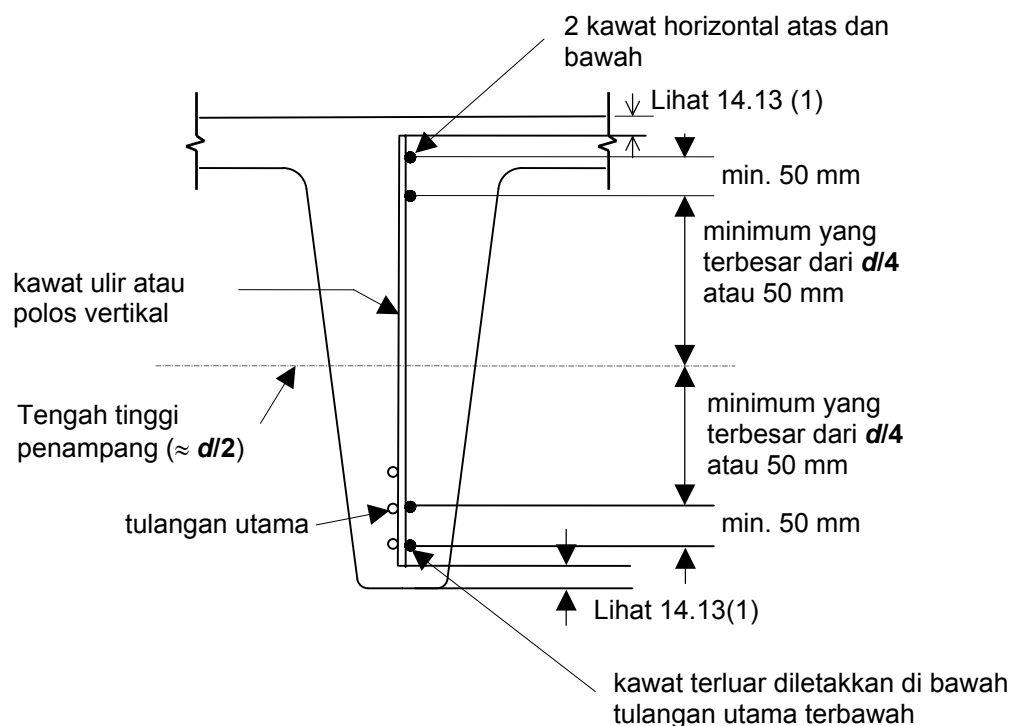 2 kawat horizontal atas dan
bawah
Lihat 14.13 (1)
min. 50 mm
minimum yang
terbesar dari d/4
atau 50 mm
kawat ulir atau
polos vertikal
Tengah tinggi
penampang (≈ d/2)
minimum yang
terbesar dari d/4
atau 50 mm
tulangan utama
min. 50 mm
Lihat 14.13(1)
kawat terluar diletakkan di bawah
tulangan utama terbawah